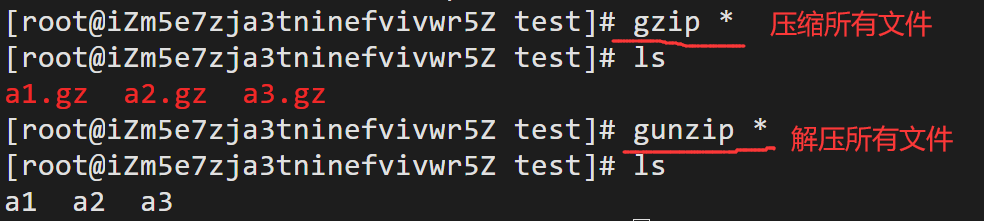 [root@iZm5e7zja3tninefvivwr5Z test]# gzip * 压缩所有文件
[root@iZm5e7zja3tninefvivwr5Z test]# ls
a1.gz a2.gz a3.gz
[root@iZm5e7zja3tninefvivwr5Z test]# gunzip * 解压所有文件
[root@iZm5e7zja3tninefvivwr5Z test]# ls
a1 a2 a3